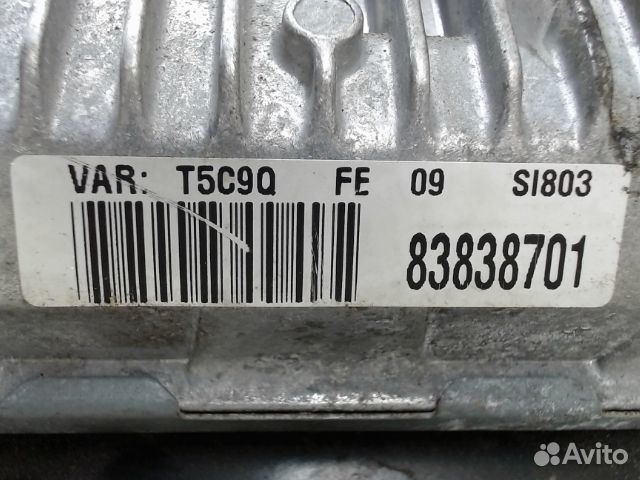 VAR: T5C9Q FE 09 SI803
83838701
Avito